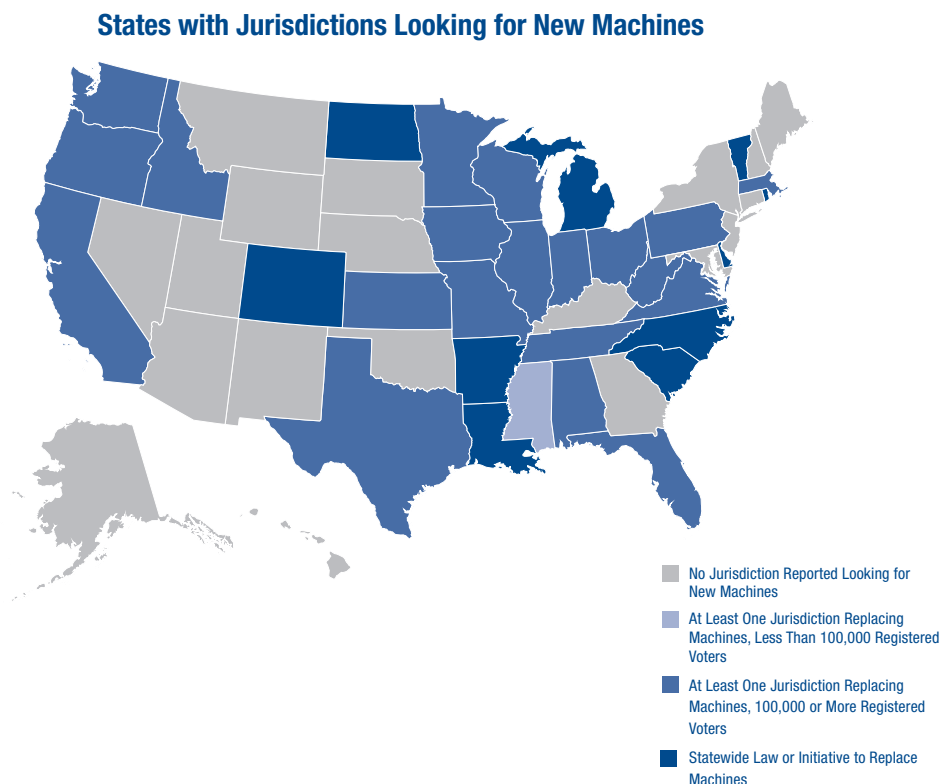 States with Jurisdictions Looking for New Machines
No Jurisdiction Reported Looking for
New Machines
At Least One Jurisdiction Replacing
Machines, Less Than 100,000 Registered
Voters
At Least One Jurisdiction Replacing
Machines, 100,000 or More Registered
Voters
Statewide Law or Initiative to Replace
Machines